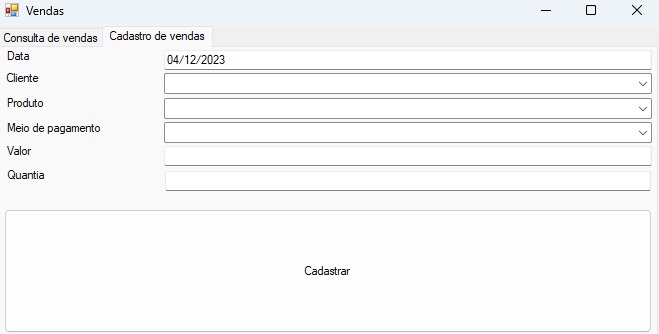 Vendas
Consulta de vendas
Cadastro de vendas
Data
04/12/2023
Cliente
Produto
Meio de pagamento
Valor
Quantia
Cadastrar